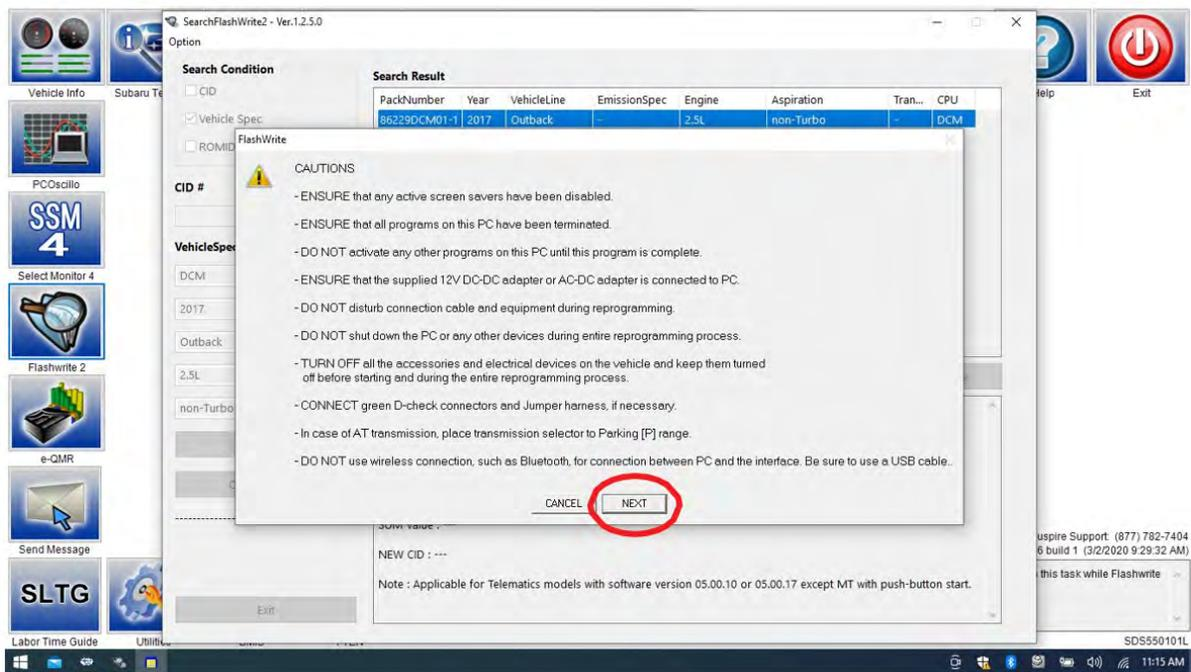 SearchFlashWrite2 - Ver.1.2.5.0
Option
Search Condition
CID
Vehicle Spec
ROMID
CID #
VehicleSpec
DCM
2017
Outback
2.5L
non-Turbo
Exit
Search Result
PackNumber Year VehicleLine EmissionSpec Engine Aspiration Tran... CPU
86229DCM01-1 2017 Outback - 2.5L non-Turbo - DCM
FlashWrite
CAUTIONS
- ENSURE that any active screen savers have been disabled.
- ENSURE that all programs on this PC have been terminated.
- DO NOT activate any other programs on this PC until this program is complete.
- ENSURE that the supplied 12V DC-DC adapter or AC-DC adapter is connected to PC.
- DO NOT disturb connection cable and equipment during reprogramming.
- DO NOT shut down the PC or any other devices during entire reprogramming process.
- TURN OFF all the accessories and electrical devices on the vehicle and keep them turned
off before starting and during the entire reprogramming process.
- CONNECT green D-check connectors and Jumper harness, if necessary.
- In case of AT transmission, place transmission selector to Parking [P] range.
- DO NOT use wireless connection, such as Bluetooth, for connection between PC and the interface. Be sure to use a USB cable..
CANCEL NEXT
NEW CID : ---
Note : Applicable for Telematics models with software version 05.00.10 or 05.00.17 except MT with push-button start.
Vehicle Info
Subaru Te
PCOscillo
SSM
4
Select Monitor 4
Flashwrite 2
e-QMR
Send Message
SLTG
Labor Time Guide
Utilities
Help
Exit
uspire Support (877) 782-7404
6 build 1 (3/2/2020 9:29:32 AM)
this task while Flashwrite
SDS550101L
11:15 AM